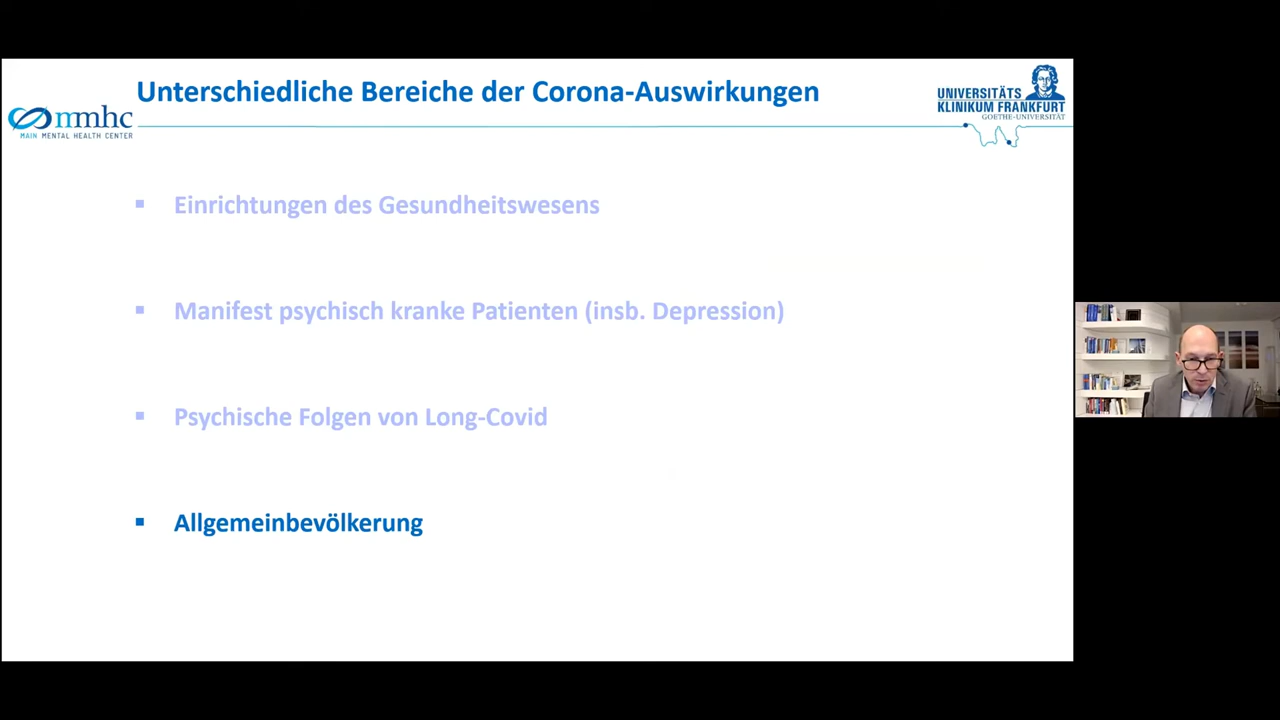 Unterschiedliche Bereiche der Corona-Auswirkungen
mmhc
MAIN MENTAL HEALTH CENTER
UNIVERSITÄTS
KLINIKUM FRANKFURT
GOETHE-UNIVERSITÄT
▪ Einrichtungen des Gesundheitswesens
▪ Manifest psychisch kranke Patienten (insb. Depression)
▪ Psychische Folgen von Long-Covid
▪ Allgemeinbevölkerung